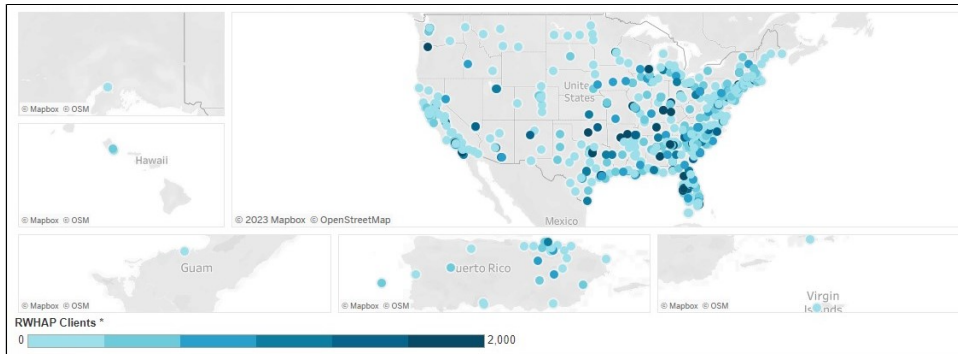 © Mapbox © OSM
Hawaii
© Mapbox © OSM
United
States
Mexico
© 2023 Mapbox © OpenStreetMap
Guam
© Mapbox © OSM
uerto Rico
© Mapbox © OSM
Virgin
Islands
© Mapbox © OSM
RWHAP Clients *
0
2,000